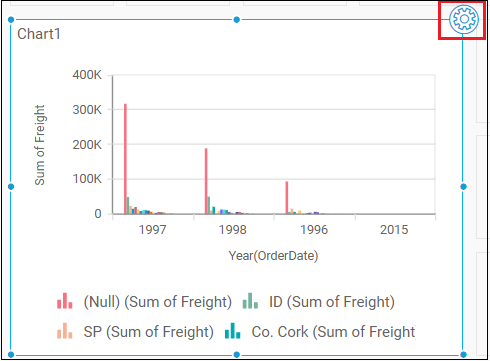 Chart1
400K
300K
200K
100K
0
Sum of Freight
1997 1998 1996 2015
Year(OrderDate)
(Null) (Sum of Freight) ID (Sum of Freight)
SP (Sum of Freight) Co. Cork (Sum of Freight